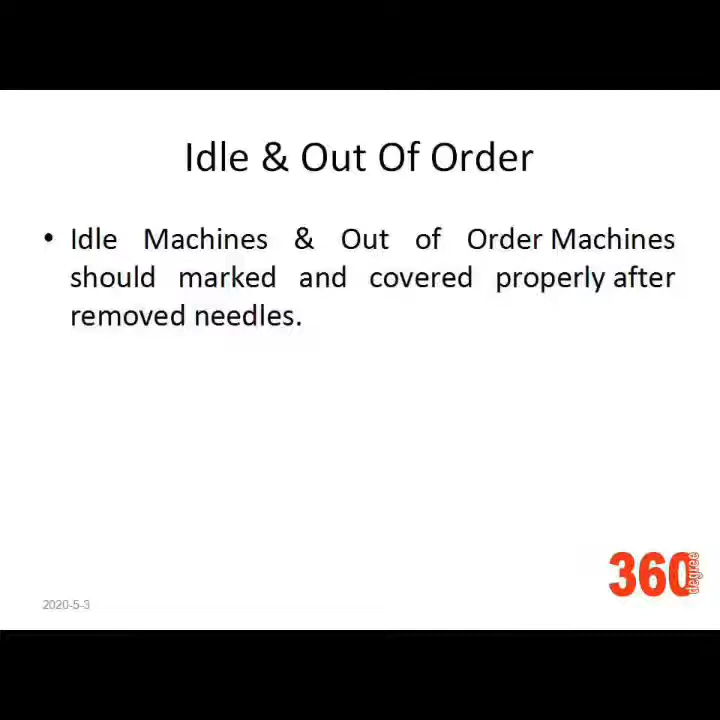 Idle & Out Of Order
• Idle Machines & Out of Order Machines
should marked and covered properly after
removed needles.
360
degree
2020-5-3